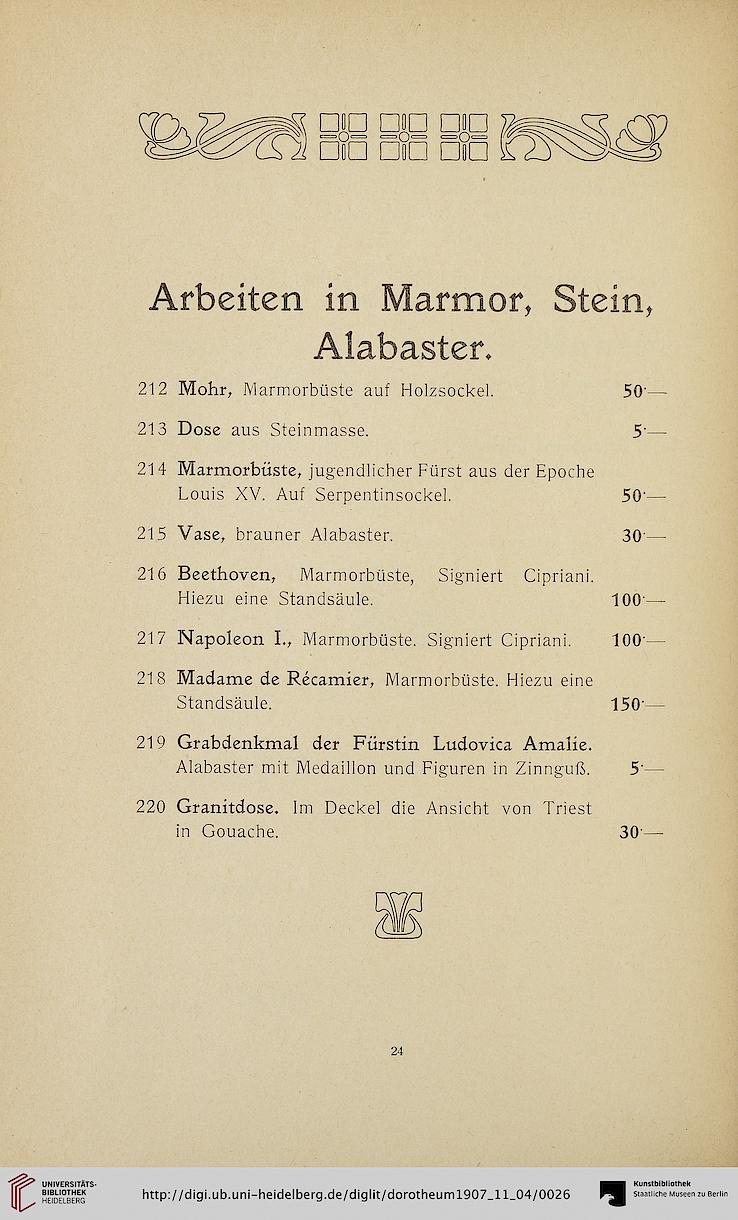 Arbeiten in Marmor, Stein,
Alabaster.
212 Mohr, Marmorbüste auf Holzsockel. 50·—
213 Dose aus Steinmasse. 5·—
214 Marmorbüste, jugendlicher Fürst aus der Epoche
Louis XV. Auf Serpentinsockel. 50·—
215 Vase, brauner Alabaster. 30·—
216 Beethoven, Marmorbüste, Signiert Cipriani.
Hiezu eine Standsäule. 100·—
217 Napoleon I., Marmorbüste. Signiert Cipriani. 100·—
218 Madame de Récamier, Marmorbüste. Hiezu eine
Standsäule. 150·—
219 Grabdenkmal der Fürstin Ludovica Amalie.
Alabaster mit Medaillon und Figuren in Zinnguß. 5·—
220 Granitdose. Im Deckel die Ansicht von Triest
in Gouache. 30·—
24
UNIVERSITÄTS-
BIBLIOTHEK
HEIDELBERG
http://digi.ub.uni-heidelberg.de/diglit/dorotheum1907_11_04/0026
Kunstbibliothek
Staatliche Museen zu Berlin